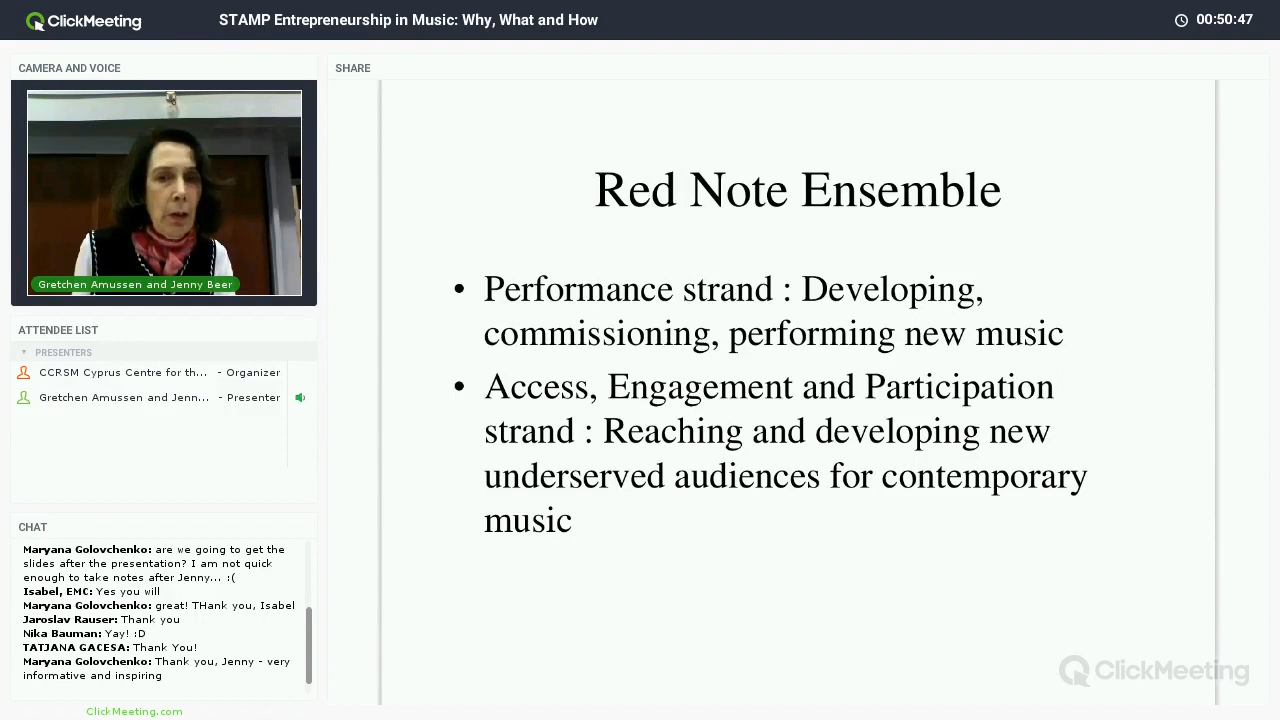 ClickMeeting
STAMP Entrepreneurship in Music: Why, What and How
00:50:47
CAMERA AND VOICE
Gretchen Amussen and Jenny Beer
ATTENDEE LIST
PRESENTERS
CCRSM Cyprus Centre for th... - Organizer
Gretchen Amussen and Jenn... - Presenter
CHAT
Maryana Golovchenko: are we going to get the
slides after the presentation? I am not quick
enough to take notes after Jenny... :(
Isabel, EMC: Yes you will
Maryana Golovchenko: great! THank you, Isabel
Jaroslav Rauser: Thank you
Nika Bauman: Yay! :D
TATJANA GACESA: Thank You!
Maryana Golovchenko: Thank you, Jenny - very
informative and inspiring
ClickMeeting.com
SHARE
Red Note Ensemble
• Performance strand : Developing,
commissioning, performing new music
• Access, Engagement and Participation
strand : Reaching and developing new
underserved audiences for contemporary
music
ClickMeeting